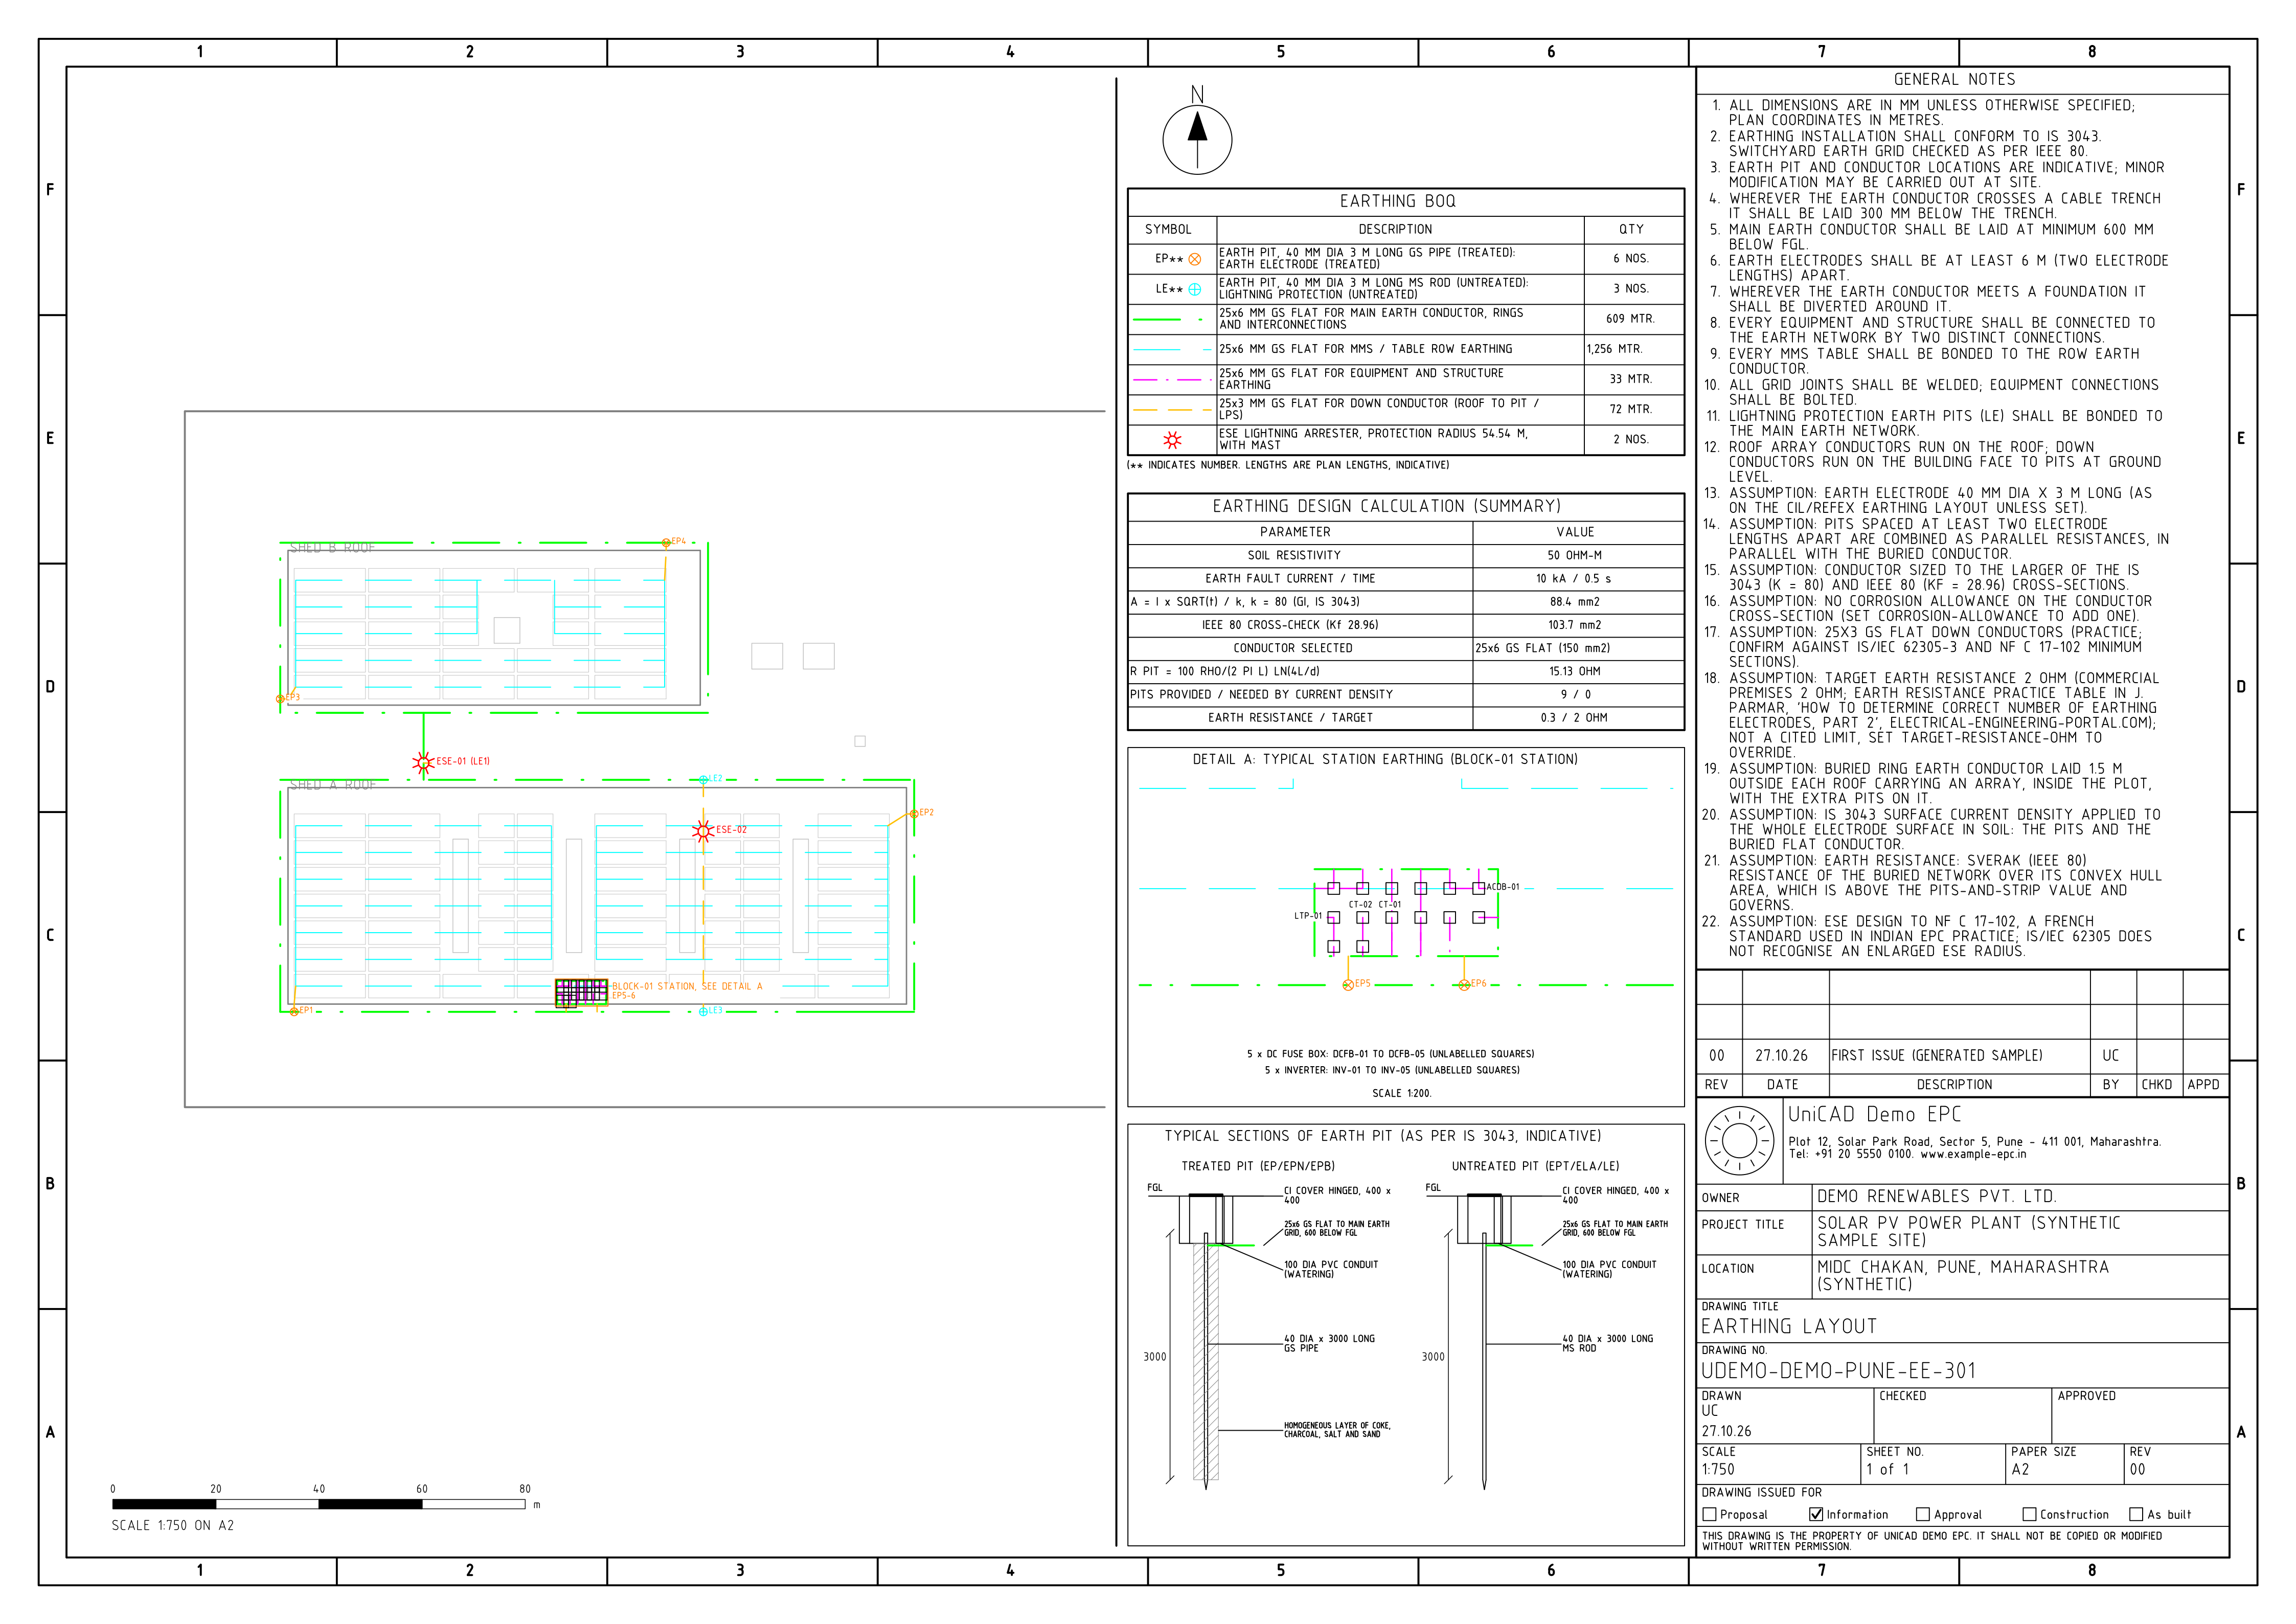 1 2 3 4 5 6 7 8
F
E
D
C
B
A
SHED B ROOF
EP4
EP3
ESE-01 (LE1)
SHED A ROOF
LE2
EP2
ESE-02
BLOCK-01 STATION, SEE DETAIL A
EP5-6
EP1
LE3
0 20 40 60 80 m
SCALE 1:750 ON A2
N
EARTHING BOQ
SYMBOL DESCRIPTION QTY
EP** EARTH PIT, 40 MM DIA 3 M LONG GS PIPE (TREATED): 6 NOS.
EARTH ELECTRODE (TREATED)
LE** EARTH PIT, 40 MM DIA 3 M LONG MS ROD (UNTREATED): 3 NOS.
LIGHTNING PROTECTION (UNTREATED)
25x6 MM GS FLAT FOR MAIN EARTH CONDUCTOR, RINGS 609 MTR.
AND INTERCONNECTIONS
25x6 MM GS FLAT FOR MMS / TABLE ROW EARTHING 1,256 MTR.
25x6 MM GS FLAT FOR EQUIPMENT AND STRUCTURE 33 MTR.
EARTHING
25x3 MM GS FLAT FOR DOWN CONDUCTOR (ROOF TO PIT / 72 MTR.
LPS)
ESE LIGHTNING ARRESTER, PROTECTION RADIUS 54.54 M, 2 NOS.
WITH MAST
(** INDICATES NUMBER. LENGTHS ARE PLAN LENGTHS, INDICATIVE)
EARTHING DESIGN CALCULATION (SUMMARY)
PARAMETER VALUE
SOIL RESISTIVITY 50 OHM-M
EARTH FAULT CURRENT / TIME 10 kA / 0.5 s
A = I x SQRT(t) / k, k = 80 (GI, IS 3043) 88.4 mm2
IEEE 80 CROSS-CHECK (Kf 28.96) 103.7 mm2
CONDUCTOR SELECTED 25x6 GS FLAT (150 mm2)
R PIT = 100 RHO/(2 PI L) LN(4L/d) 15.13 OHM
PITS PROVIDED / NEEDED BY CURRENT DENSITY 9 / 0
EARTH RESISTANCE / TARGET 0.3 / 2 OHM
DETAIL A: TYPICAL STATION EARTHING (BLOCK-01 STATION)
ACDB-01
CT-02 CT-01
LTP-01
EP5 EP6
5 x DC FUSE BOX: DCFB-01 TO DCFB-05 (UNLABELLED SQUARES)
5 x INVERTER: INV-01 TO INV-05 (UNLABELLED SQUARES)
SCALE 1:200.
TYPICAL SECTIONS OF EARTH PIT (AS PER IS 3043, INDICATIVE)
TREATED PIT (EP/EPN/EPB)
FGL
CI COVER HINGED, 400 x
400
25x6 GS FLAT TO MAIN EARTH
GRID, 600 BELOW FGL
100 DIA PVC CONDUIT
(WATERING)
40 DIA x 3000 LONG
GS PIPE
3000
HOMOGENEOUS LAYER OF COKE,
CHARCOAL, SALT AND SAND
UNTREATED PIT (EPT/ELA/LE)
FGL
CI COVER HINGED, 400 x
400
25x6 GS FLAT TO MAIN EARTH
GRID, 600 BELOW FGL
100 DIA PVC CONDUIT
(WATERING)
40 DIA x 3000 LONG
MS ROD
3000
GENERAL NOTES
1. ALL DIMENSIONS ARE IN MM UNLESS OTHERWISE SPECIFIED;
PLAN COORDINATES IN METRES.
2. EARTHING INSTALLATION SHALL CONFORM TO IS 3043.
SWITCHYARD EARTH GRID CHECKED AS PER IEEE 80.
3. EARTH PIT AND CONDUCTOR LOCATIONS ARE INDICATIVE; MINOR
MODIFICATION MAY BE CARRIED OUT AT SITE.
4. WHEREVER THE EARTH CONDUCTOR CROSSES A CABLE TRENCH
IT SHALL BE LAID 300 MM BELOW THE TRENCH.
5. MAIN EARTH CONDUCTOR SHALL BE LAID AT MINIMUM 600 MM
BELOW FGL.
6. EARTH ELECTRODES SHALL BE AT LEAST 6 M (TWO ELECTRODE
LENGTHS) APART.
7. WHEREVER THE EARTH CONDUCTOR MEETS A FOUNDATION IT
SHALL BE DIVERTED AROUND IT.
8. EVERY EQUIPMENT AND STRUCTURE SHALL BE CONNECTED TO
THE EARTH NETWORK BY TWO DISTINCT CONNECTIONS.
9. EVERY MMS TABLE SHALL BE BONDED TO THE ROW EARTH
CONDUCTOR.
10. ALL GRID JOINTS SHALL BE WELDED; EQUIPMENT CONNECTIONS
SHALL BE BOLTED.
11. LIGHTNING PROTECTION EARTH PITS (LE) SHALL BE BONDED TO
THE MAIN EARTH NETWORK.
12. ROOF ARRAY CONDUCTORS RUN ON THE ROOF; DOWN
CONDUCTORS RUN ON THE BUILDING FACE TO PITS AT GROUND
LEVEL.
13. ASSUMPTION: EARTH ELECTRODE 40 MM DIA X 3 M LONG (AS
ON THE CIL/REFEX EARTHING LAYOUT UNLESS SET).
14. ASSUMPTION: PITS SPACED AT LEAST TWO ELECTRODE
LENGTHS APART ARE COMBINED AS PARALLEL RESISTANCES, IN
PARALLEL WITH THE BURIED CONDUCTOR.
15. ASSUMPTION: CONDUCTOR SIZED TO THE LARGER OF THE IS
3043 (K = 80) AND IEEE 80 (KF = 28.96) CROSS-SECTIONS.
16. ASSUMPTION: NO CORROSION ALLOWANCE ON THE CONDUCTOR
CROSS-SECTION (SET CORROSION-ALLOWANCE TO ADD ONE).
17. ASSUMPTION: 25X3 GS FLAT DOWN CONDUCTORS (PRACTICE;
CONFIRM AGAINST IS/IEC 62305-3 AND NF C 17-102 MINIMUM
SECTIONS).
18. ASSUMPTION: TARGET EARTH RESISTANCE 2 OHM (COMMERCIAL
PREMISES 2 OHM; EARTH RESISTANCE PRACTICE TABLE IN J.
PARMAR, 'HOW TO DETERMINE CORRECT NUMBER OF EARTHING
ELECTRODES, PART 2', ELECTRICAL-ENGINEERING-PORTAL.COM);
NOT A CITED LIMIT, SET TARGET-RESISTANCE-OHM TO
OVERRIDE.
19. ASSUMPTION: BURIED RING EARTH CONDUCTOR LAID 1.5 M
OUTSIDE EACH ROOF CARRYING AN ARRAY, INSIDE THE PLOT,
WITH THE EXTRA PITS ON IT.
20. ASSUMPTION: IS 3043 SURFACE CURRENT DENSITY APPLIED TO
THE WHOLE ELECTRODE SURFACE IN SOIL: THE PITS AND THE
BURIED FLAT CONDUCTOR.
21. ASSUMPTION: EARTH RESISTANCE: SVERAK (IEEE 80)
RESISTANCE OF THE BURIED NETWORK OVER ITS CONVEX HULL
AREA, WHICH IS ABOVE THE PITS-AND-STRIP VALUE AND
GOVERNS.
22. ASSUMPTION: ESE DESIGN TO NF C 17-102, A FRENCH
STANDARD USED IN INDIAN EPC PRACTICE; IS/IEC 62305 DOES
NOT RECOGNISE AN ENLARGED ESE RADIUS.
00 27.10.26 FIRST ISSUE (GENERATED SAMPLE) UC
REV DATE DESCRIPTION BY CHKD APPD
UniCAD Demo EPC
Plot 12, Solar Park Road, Sector 5, Pune - 411 001, Maharashtra.
Tel: +91 20 5550 0100. www.example-epc.in
OWNER DEMO RENEWABLES PVT. LTD.
PROJECT TITLE SOLAR PV POWER PLANT (SYNTHETIC
SAMPLE SITE)
LOCATION MIDC CHAKAN, PUNE, MAHARASHTRA
(SYNTHETIC)
DRAWING TITLE
EARTHING LAYOUT
DRAWING NO.
UDEMO-DEMO-PUNE-EE-301
DRAWN CHECKED APPROVED
UC
27.10.26
SCALE SHEET NO. PAPER SIZE REV
1:750 1 of 1 A2 00
DRAWING ISSUED FOR
Proposal Information Approval Construction As built
THIS DRAWING IS THE PROPERTY OF UNICAD DEMO EPC. IT SHALL NOT BE COPIED OR MODIFIED
WITHOUT WRITTEN PERMISSION.
F
E
D
C
B
A
1 2 3 4 5 6 7 8